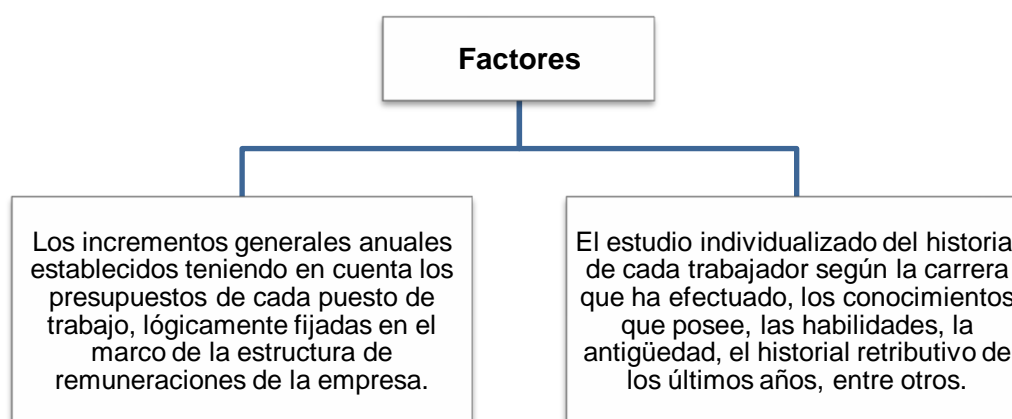 Factores
Los incrementos generales anuales
establecidos teniendo en cuenta los
presupuestos de cada puesto de
trabajo, lógicamente fijadas en el
marco de la estructura de
remuneraciones de la empresa.
El estudio individualizado del historia
de cada trabajador según la carrera
que ha efectuado, los conocimientos
que posee, las habilidades, la
antigüedad, el historial retributivo de
los últimos años, entre otros.